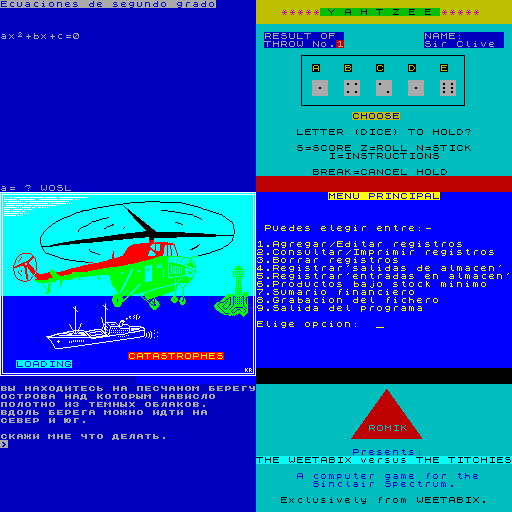 Ecuaciones de segundo grado
ax²+bx+c=0
a= ? WOSL
*****YAHTZEE*****
RESULT OF
THROW No.1
NAME:
Sir Clive
A B C D E
CHOOSE
LETTER (DICE) TO HOLD?
S=SCORE Z=ROLL N=STICK
I=INSTRUCTIONS
BREAK=CANCEL HOLD
LOADING
CATASTROPHES
KR
MENU PRINCIPAL
Puedes elegir entre:-
1.Agregar/Editar registros
2.Consultar/Imprimir registros
3.Borrar registros
4.Registrar'salidas de almacen'
5.Registrar'entradas en almacen'
6.Productos bajo stock minimo
7.Sumario financiero
8.Grabacion del fichero
9.Salida del programa
Elige opcion: _
ВЫ НАХОДИТЕСЬ НА ПЕСЧАНОМ БЕРЕГУ
ОСТРОВА НАД КОТОРЫМ НАВИСЛО
ПОЛОТНО ИЗ ТЕМНЫХ ОБЛАКОВ.
ВДОЛЬ БЕРЕГА МОЖНО ИДТИ НА
СЕВЕР И ЮГ.
СКАЖИ МНЕ ЧТО ДЕЛАТЬ.
>
ROMIK
Presents:
THE WEETABIX versus THE TITCHIES
A computer game for the
Sinclair Spectrum.
Exclusively from WEETABIX.